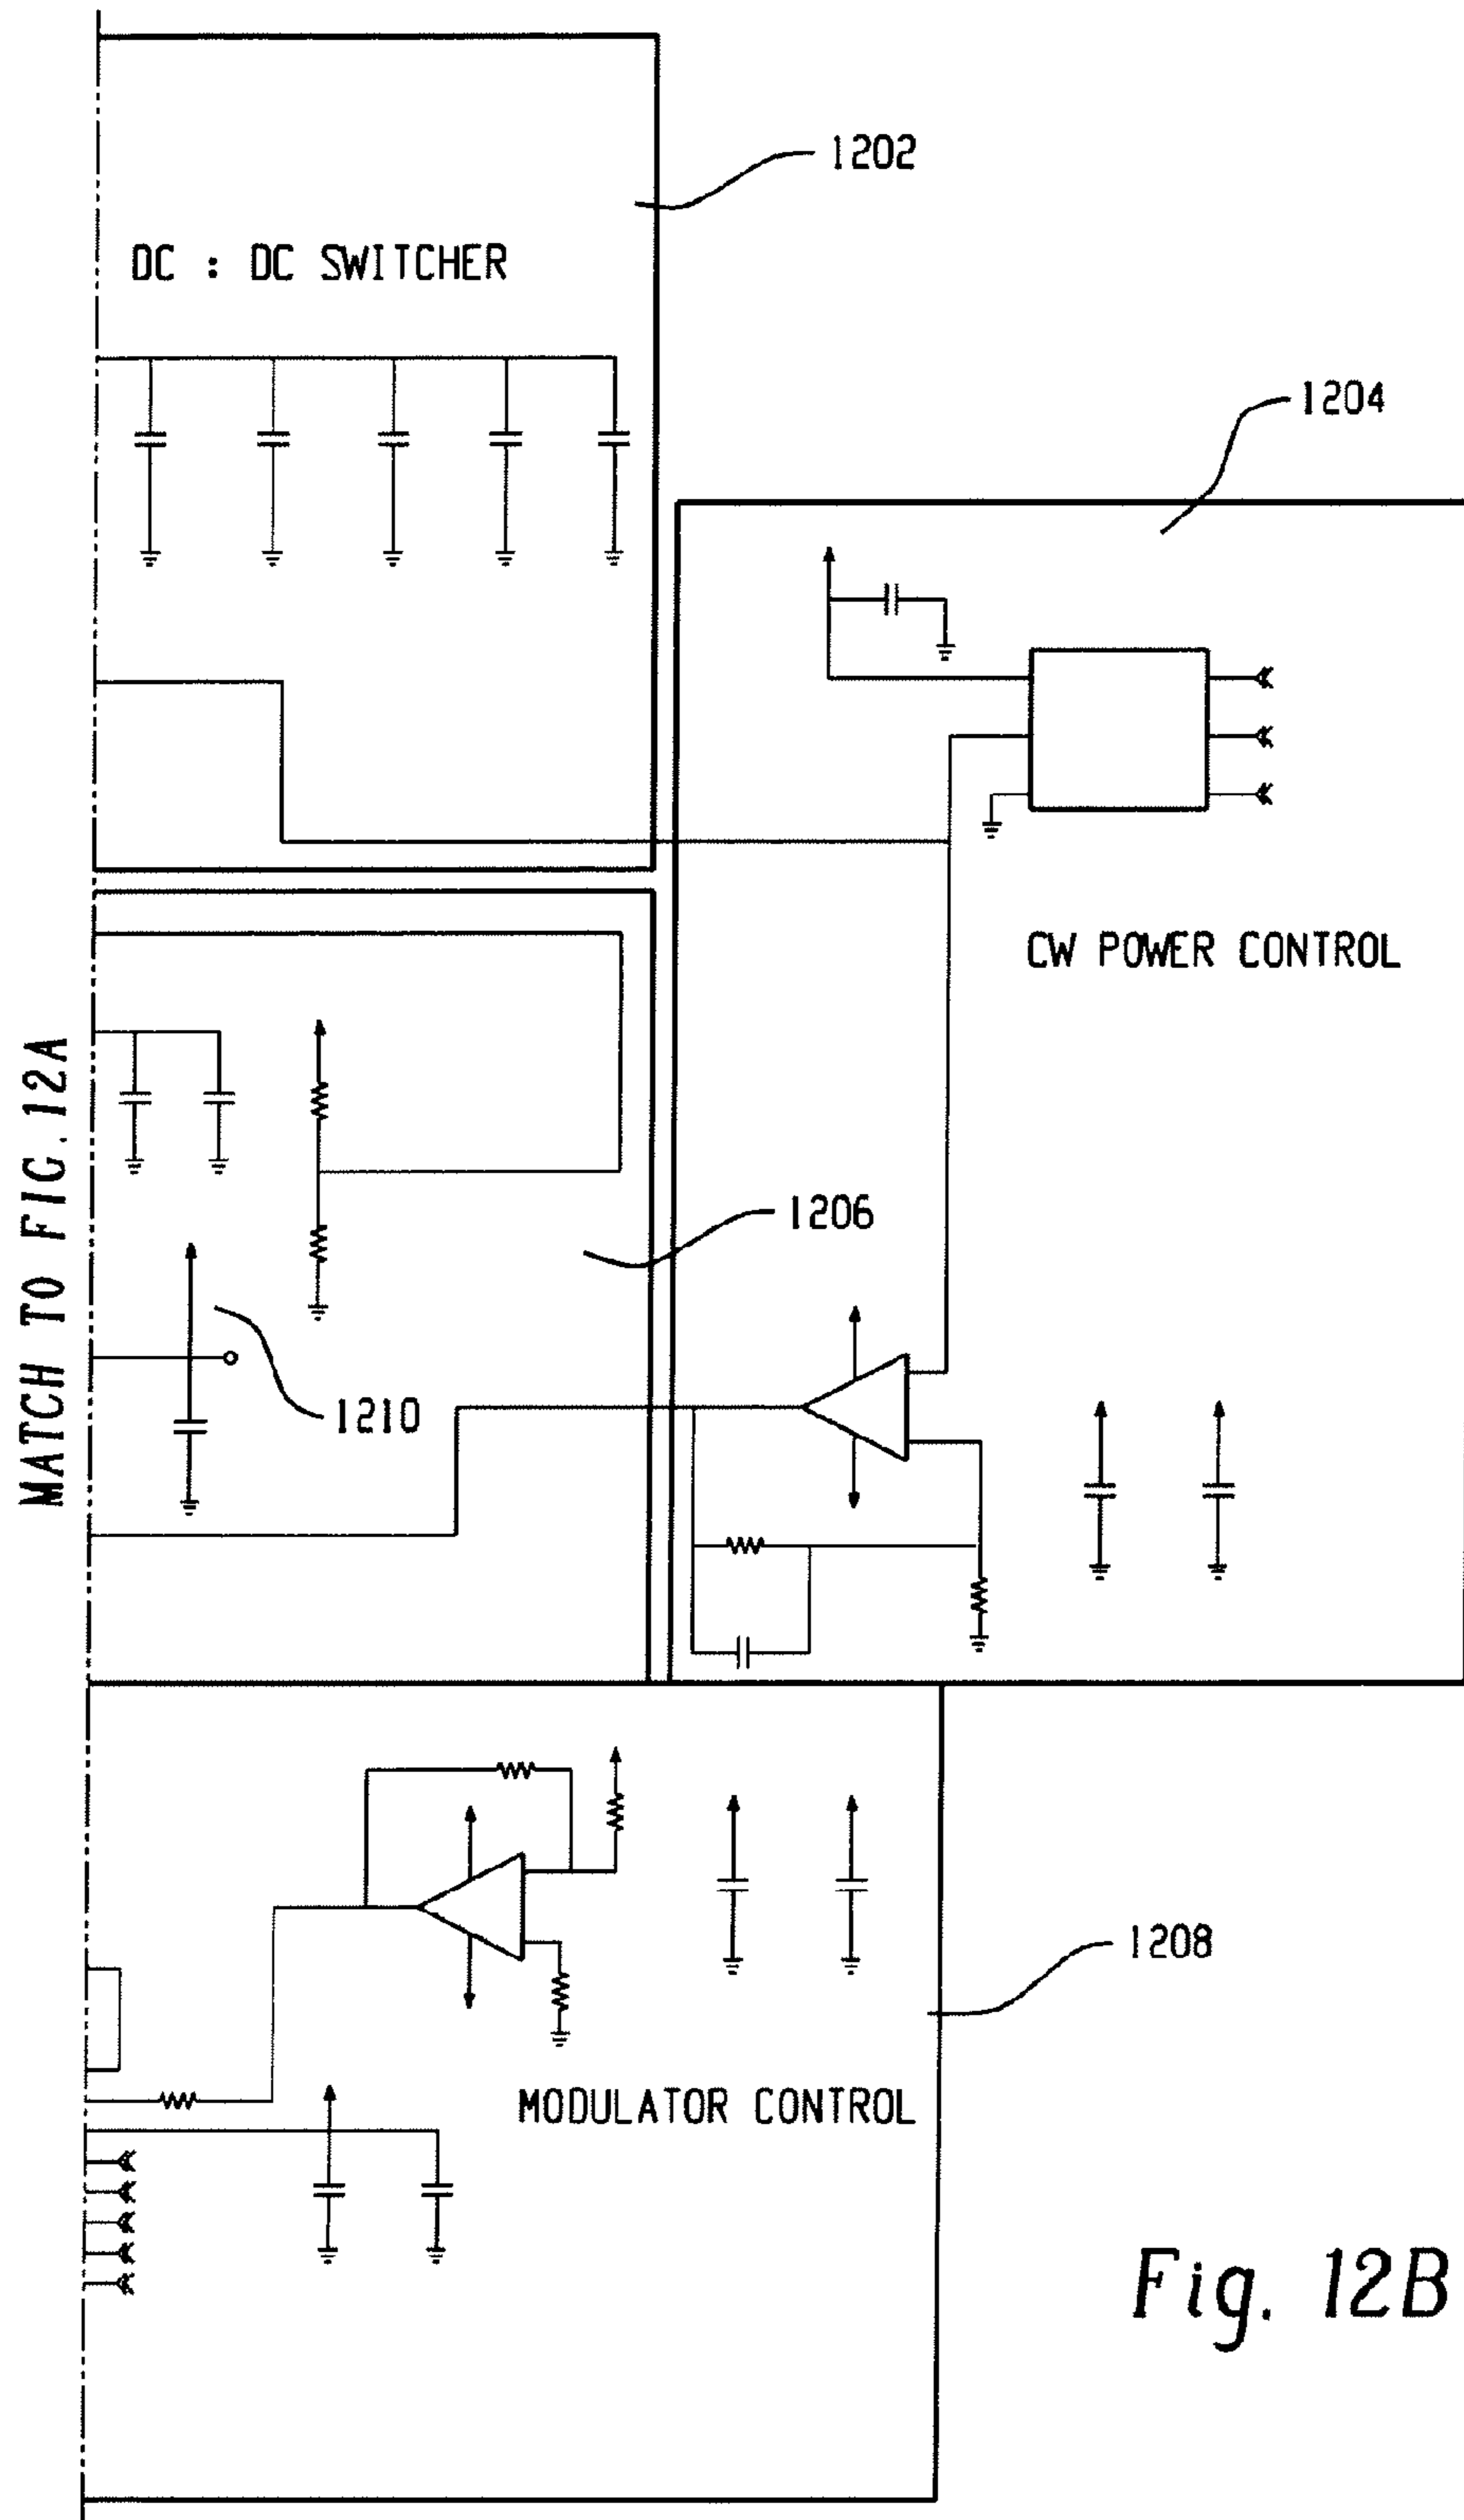 1202
DC : DC SWITCHER
1204
CW POWER CONTROL
MATCH TO FIG.12A
1206
1210
1208
MODULATOR CONTROL
Fig. 12B